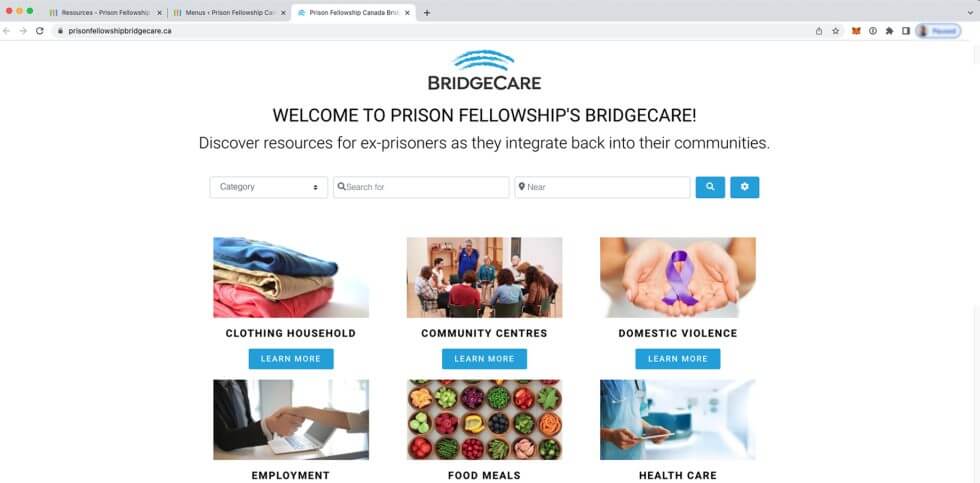 Resources - Prison Fellowship
Menus ‹ Prison Fellowship Can
Prison Fellowship Canada Brid
prisonfellowshipbridgecare.ca
BRIDGECARE
WELCOME TO PRISON FELLOWSHIP'S BRIDGECARE!
Discover resources for ex-prisoners as they integrate back into their communities.
Category
Search for
Near
CLOTHING HOUSEHOLD
COMMUNITY CENTRES
DOMESTIC VIOLENCE
LEARN MORE
LEARN MORE
LEARN MORE
EMPLOYMENT
FOOD MEALS
HEALTH CARE